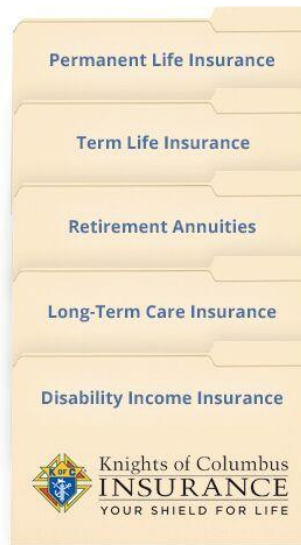 Permanent Life Insurance
Term Life Insurance
Retirement Annuities
Long-Term Care Insurance
Disability Income Insurance
K OF C
Knights of Columbus
INSURANCE
YOUR SHIELD FOR LIFE